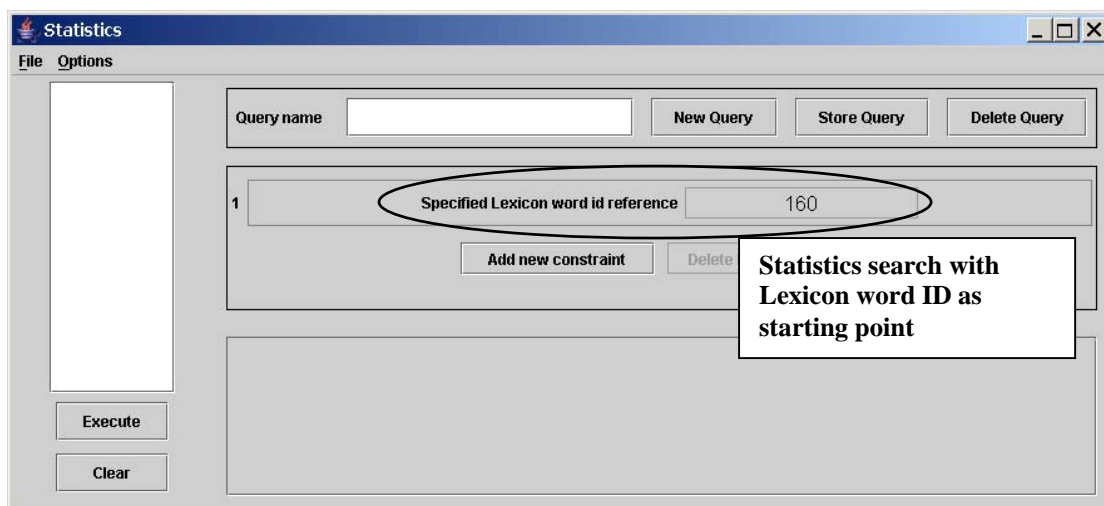 Statistics
File Options
Query name New Query Store Query Delete Query
1 Specified Lexicon word id reference 160
Add new constraint Delete
Statistics search with
Lexicon word ID as
starting point
Execute
Clear